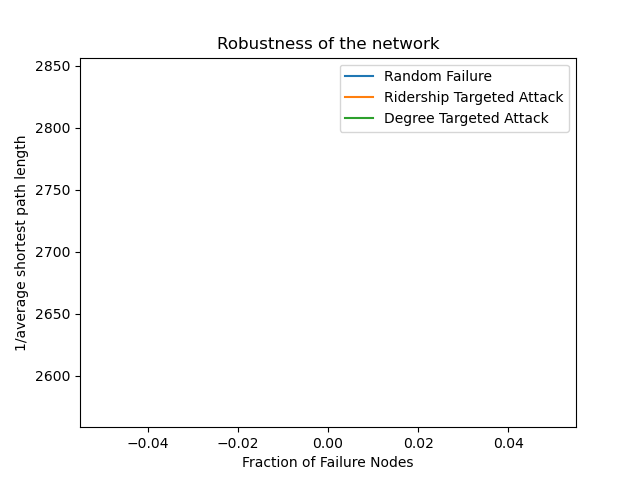 Robustness of the network
Random Failure
Ridership Targeted Attack
Degree Targeted Attack
1/average shortest path length
2850
2800
2750
2700
2650
2600
−0.04 −0.02 0.00 0.02 0.04
Fraction of Failure Nodes